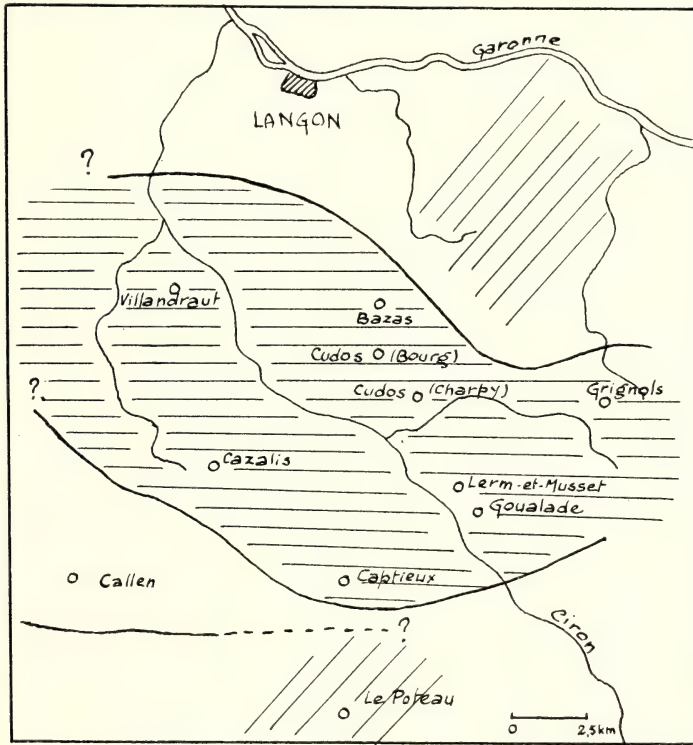 Garonne
LANGON
?
Villandraut
Bazas
Cudos (Bourg)
?
Cudos (Charpy)
Grignols
Cazalis
Lerm-et-Musset
Goualade
Callen
Captieux
?
Ciron
Le Poteau
0 2,5km